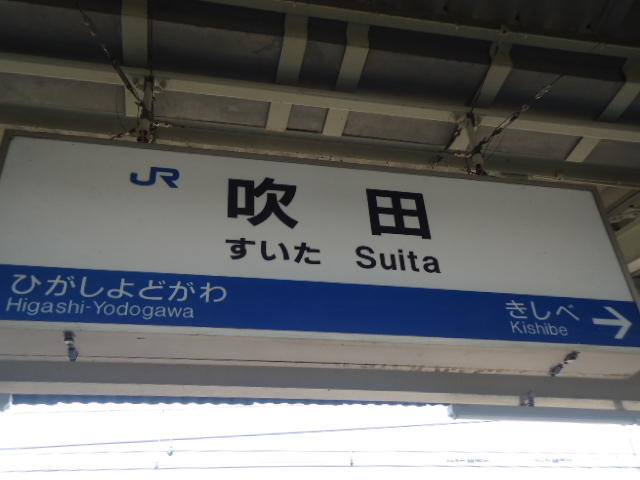 JR
吹田
すいた Suita
ひがしよどがわ
Higashi-Yodogawa
きしべ
Kishibe